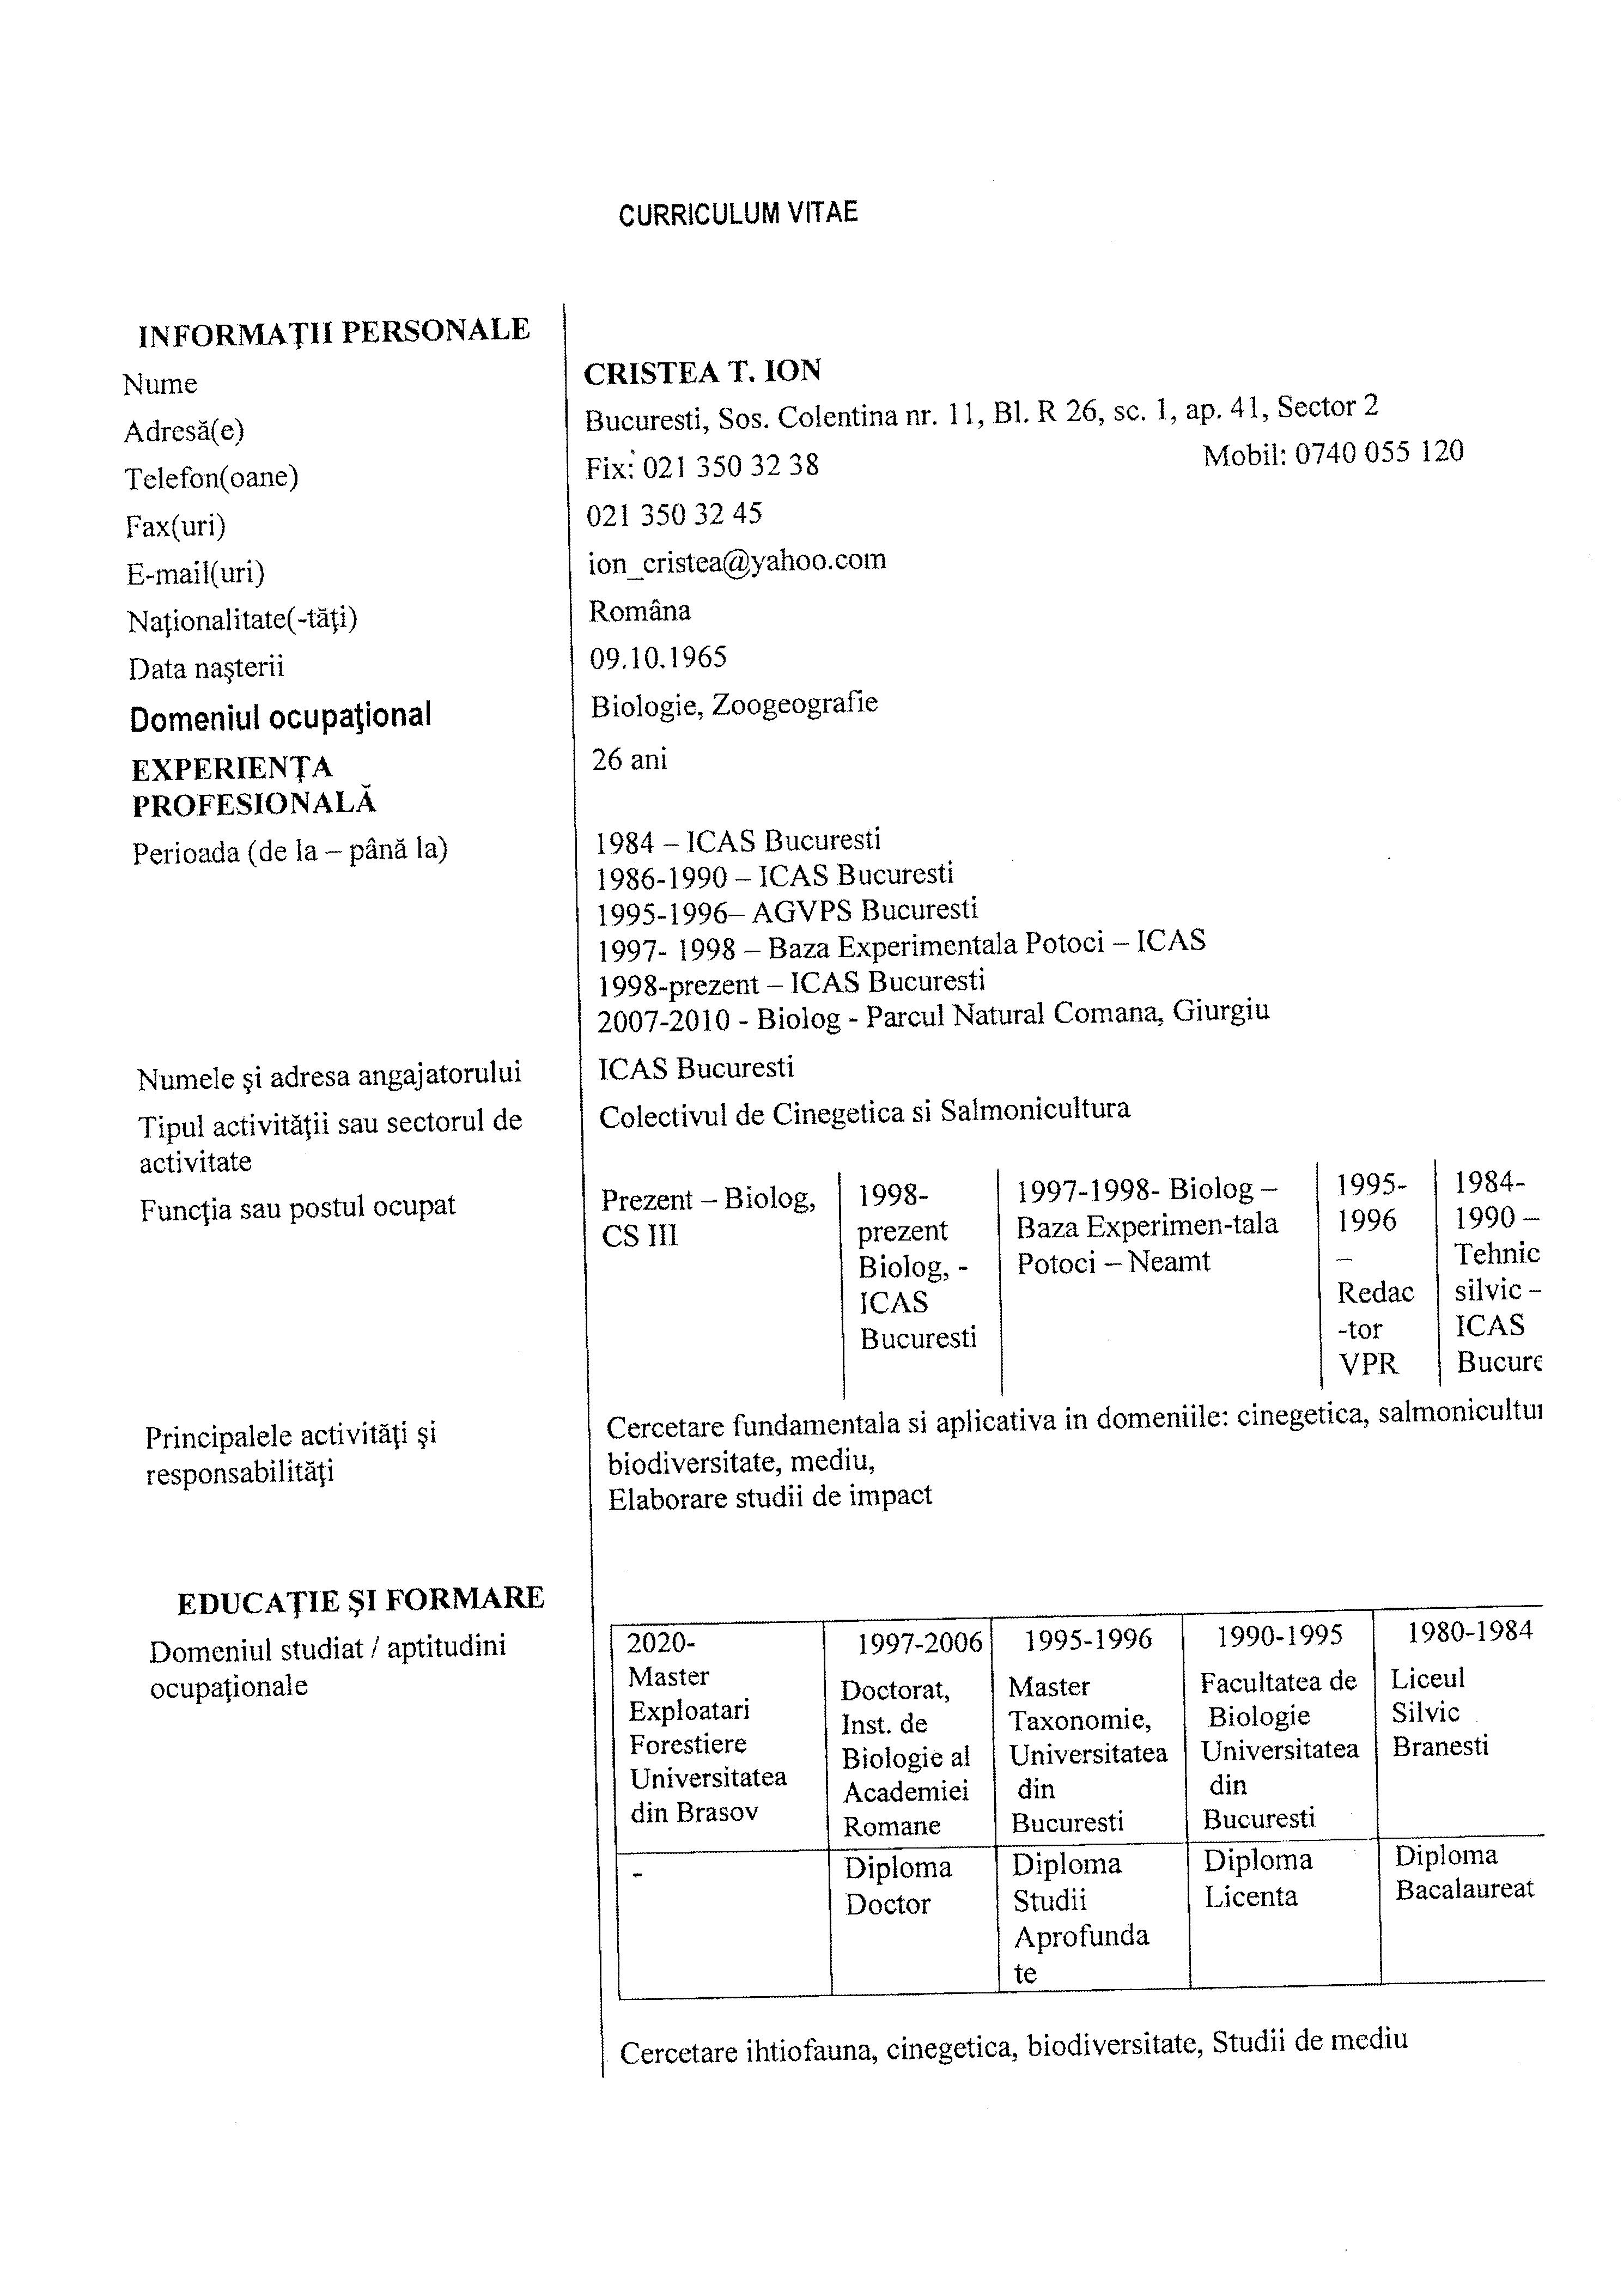 CURRICULUM VITAE
INFORMAŢII PERSONALE
Nume
CRISTEA T. ION
Adresă(e)
Bucuresti, Sos. Colentina nr. 11, Bl. R 26, sc. 1, ap. 41, Sector 2
Telefon(oane)
Fix: 021 350 32 38 Mobil: 0740 055 120
Fax(uri)
021 350 32 45
E-mail(uri)
ion_cristea@yahoo.com
Naţionalitate(-tăţi)
Româna
Data naşterii
09.10.1965
Domeniul ocupaţional
Biologie, Zoogeografie
EXPERIENŢA
PROFESIONALĂ
26 ani
Perioada (de la – până la)
1984 – ICAS Bucuresti
1986-1990 – ICAS Bucuresti
1995-1996– AGVPS Bucuresti
1997- 1998 – Baza Experimentala Potoci – ICAS
1998-prezent – ICAS Bucuresti
2007-2010 - Biolog - Parcul Natural Comana, Giurgiu
Numele şi adresa angajatorului
ICAS Bucuresti
Tipul activităţii sau sectorul de
activitate
Colectivul de Cinegetica si Salmonicultura
Funcţia sau postul ocupat
Prezent – Biolog,
CS III
1998-
prezent
Biolog, -
ICAS
Bucuresti
1997-1998- Biolog –
Baza Experimen-tala
Potoci – Neamt
1995-
1996
–
Redac
-tor
VPR
1984-
1990 –
Tehnic
silvic –
ICAS
Bucure
Principalele activităţi şi
responsabilităţi
Cercetare fundamentala si aplicativa in domeniile: cinegetica, salmonicultur
biodiversitate, mediu,
Elaborare studii de impact
EDUCAŢIE ŞI FORMARE
Domeniul studiat / aptitudini
ocupaţionale
2020-
Master
Exploatari
Forestiere
Universitatea
din Brasov
1997-2006
Doctorat,
Inst. de
Biologie al
Academiei
Romane
1995-1996
Master
Taxonomie,
Universitatea
din
Bucuresti
1990-1995
Facultatea de
Biologie
Universitatea
din
Bucuresti
1980-1984
Liceul
Silvic
Branesti
-
Diploma
Doctor
Diploma
Studii
Aprofunda
te
Diploma
Licenta
Diploma
Bacalaureat
Cercetare ihtiofauna, cinegetica, biodiversitate, Studii de mediu